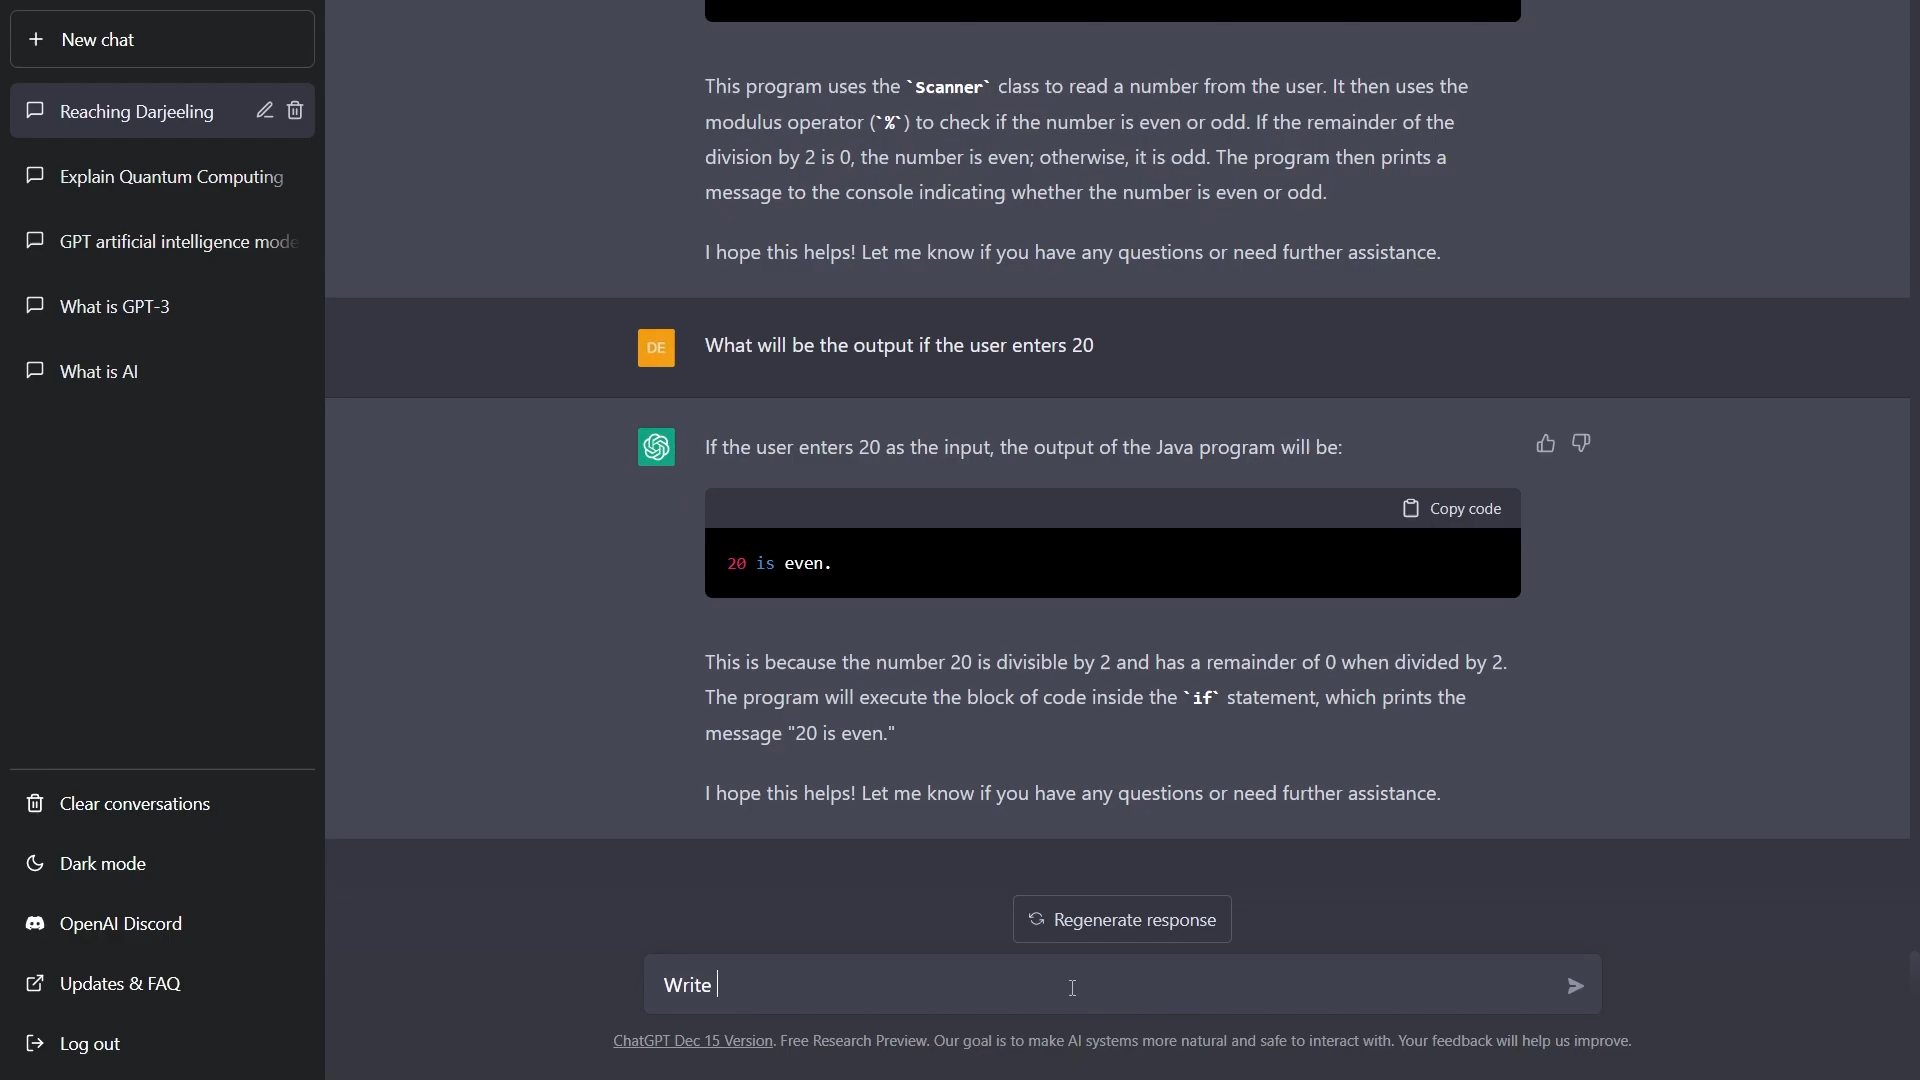 New chat
Reaching Darjeeling
Explain Quantum Computing
GPT artificial intelligence mode
What is GPT-3
What is AI
Clear conversations
Dark mode
OpenAI Discord
Updates & FAQ
Log out
This program uses the `Scanner` class to read a number from the user. It then uses the
modulus operator (`%`) to check if the number is even or odd. If the remainder of the
division by 2 is 0, the number is even; otherwise, it is odd. The program then prints a
message to the console indicating whether the number is even or odd.
I hope this helps! Let me know if you have any questions or need further assistance.
DE
What will be the output if the user enters 20
If the user enters 20 as the input, the output of the Java program will be:
Copy code
20 is even.
This is because the number 20 is divisible by 2 and has a remainder of 0 when divided by 2.
The program will execute the block of code inside the `if` statement, which prints the
message "20 is even."
I hope this helps! Let me know if you have any questions or need further assistance.
Regenerate response
Write
ChatGPT Dec 15 Version. Free Research Preview. Our goal is to make AI systems more natural and safe to interact with. Your feedback will help us improve.